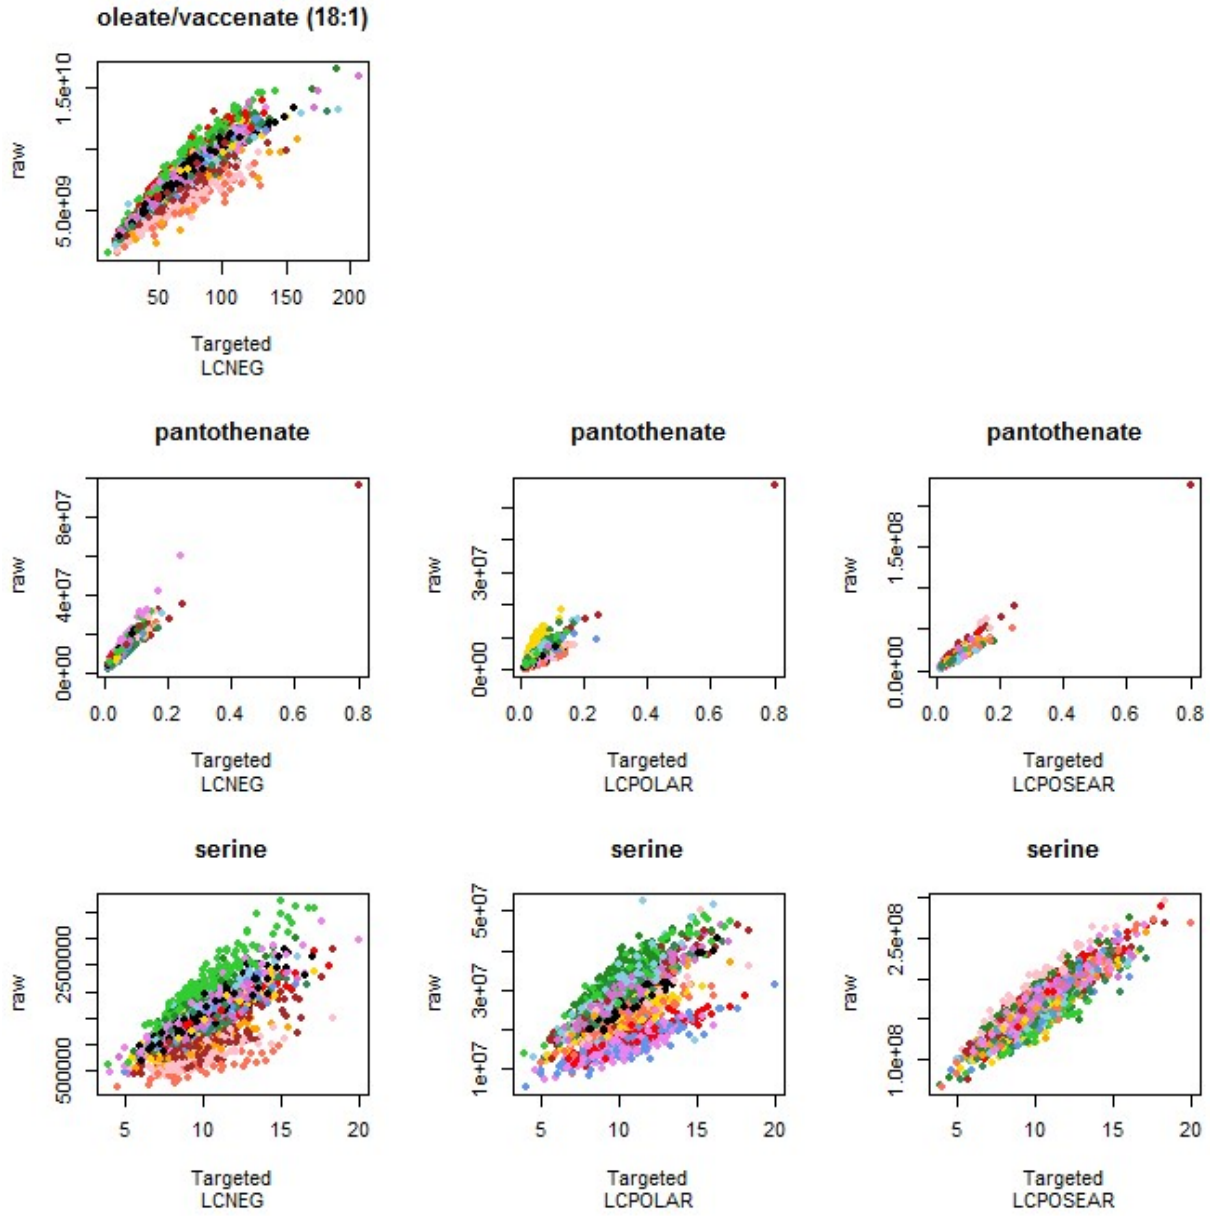 oleate/vaccenate (18:1)
raw
5.0e+09 1.5e+10
50 100 150 200
Targeted
LCNEG
pantothenate
raw
0e+00 4e+07 8e+07
0.0 0.2 0.4 0.6 0.8
Targeted
LCNEG
pantothenate
raw
0e+00 3e+07
0.0 0.2 0.4 0.6 0.8
Targeted
LCPOLAR
pantothenate
raw
0.0e+00 1.5e+08
0.0 0.2 0.4 0.6 0.8
Targeted
LCPOSEAR
serine
raw
500000 2500000
5 10 15 20
Targeted
LCNEG
serine
raw
1e+07 3e+07 5e+07
5 10 15 20
Targeted
LCPOLAR
serine
raw
1.0e+08 2.5e+08
5 10 15 20
Targeted
LCPOSEAR